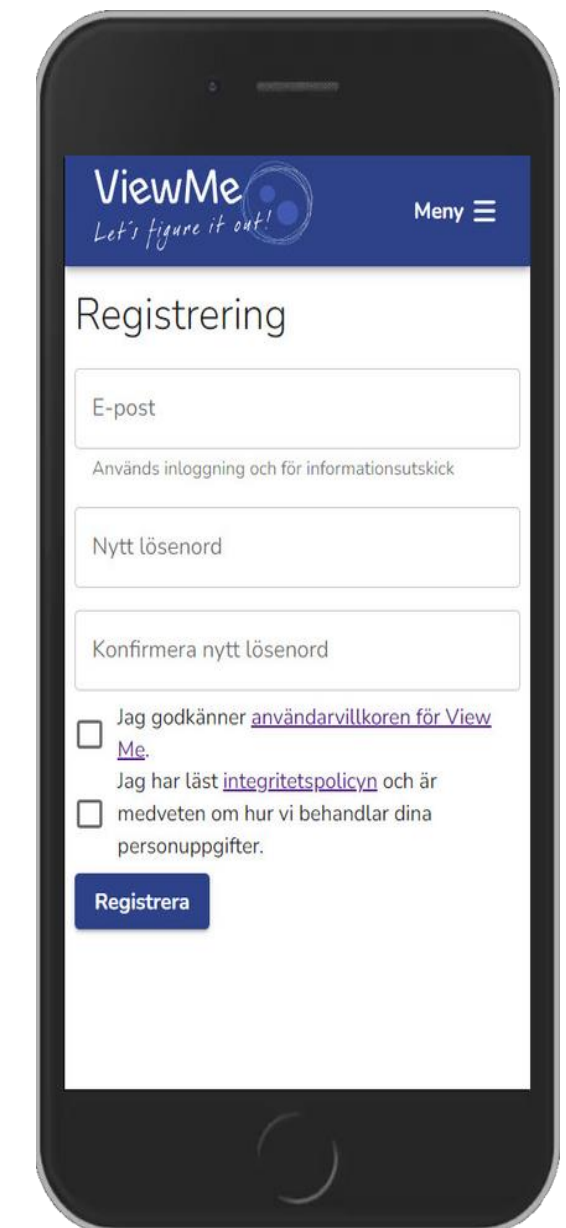 ViewMe
Let's figure it out!
Meny
Registrering
E-post
Används inloggning och för informationsutskick
Nytt lösenord
Konfirmera nytt lösenord
Jag godkänner användarvillkoren för View
Me.
Jag har läst integritetspolicyn och är
medveten om hur vi behandlar dina
personuppgifter.
Registrera